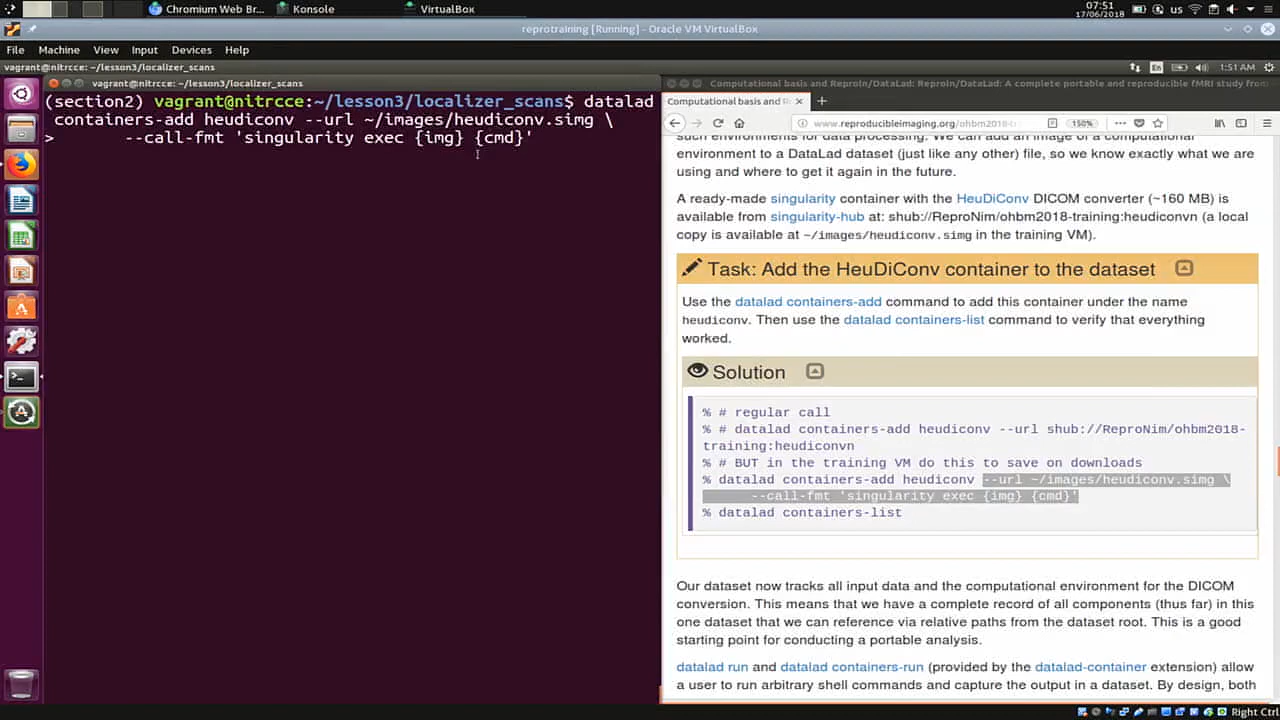 Chromium Web Br...
Konsole
VirtualBox
07:51
17/06/2018
us
reprotraining [Running] - Oracle VM VirtualBox
File Machine View Input Devices Help
vagrant@nitrcce: ~/lesson3/localizer_scans
En
1:51 AM
vagrant@nitrcce: ~/lesson3/localizer_scans
(section2) vagrant@nitrcce:~/lesson3/localizer_scans$ datalad
containers-add heudiconv --url ~/images/heudiconv.simg \
> --call-fmt 'singularity exec {img} {cmd}'
Computational basis and ReproIn/DataLad: ReproIn/DataLad: A complete portable and reproducible fMRI study from
Computational basis and R
www.reproducibleimaging.org/ohbm2018-
150%
such environments for data processing. We can add an image of a computational
environment to a DataLad dataset (just like any other) file, so we know exactly what we are
using and where to get it again in the future.
A ready-made singularity container with the HeuDiConv DICOM converter (~160 MB) is
available from singularity-hub at: shub://ReproNim/ohbm2018-training:heudiconvn (a local
copy is available at ~/images/heudiconv.simg in the training VM).
Task: Add the HeuDiConv container to the dataset
Use the datalad containers-add command to add this container under the name
heudiconv. Then use the datalad containers-list command to verify that everything
worked.
Solution
% # regular call
% # datalad containers-add heudiconv --url shub://ReproNim/ohbm2018-
training:heudiconvn
% # BUT in the training VM do this to save on downloads
% datalad containers-add heudiconv --url ~/images/heudiconv.simg \
--call-fmt 'singularity exec {img} {cmd}'
% datalad containers-list
Our dataset now tracks all input data and the computational environment for the DICOM
conversion. This means that we have a complete record of all components (thus far) in this
one dataset that we can reference via relative paths from the dataset root. This is a good
starting point for conducting a portable analysis.
datalad run and datalad containers-run (provided by the datalad-container extension) allow
a user to run arbitrary shell commands and capture the output in a dataset. By design, both
Right Ctrl